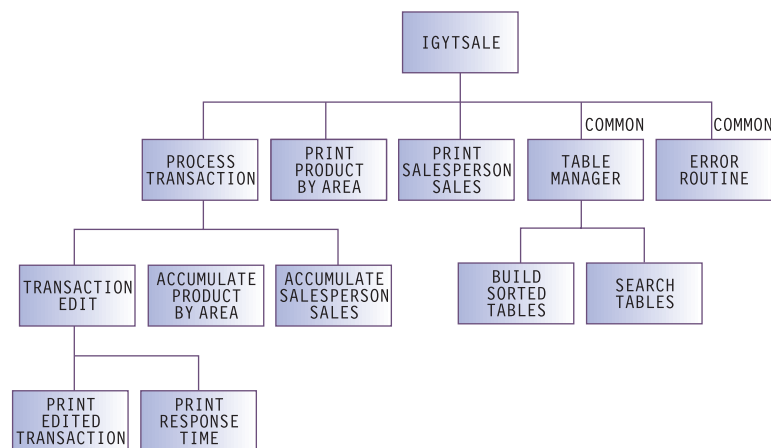 IGYTSALE
COMMON
COMMON
PROCESS
TRANSACTION
PRINT
PRODUCT
BY AREA
PRINT
SALESPERSON
SALES
TABLE
MANAGER
ERROR
ROUTINE
TRANSACTION
EDIT
ACCUMULATE
PRODUCT
BY AREA
ACCUMULATE
SALESPERSON
SALES
BUILD
SORTED
TABLES
SEARCH
TABLES
PRINT
EDITED
TRANSACTION
PRINT
RESPONSE
TIME